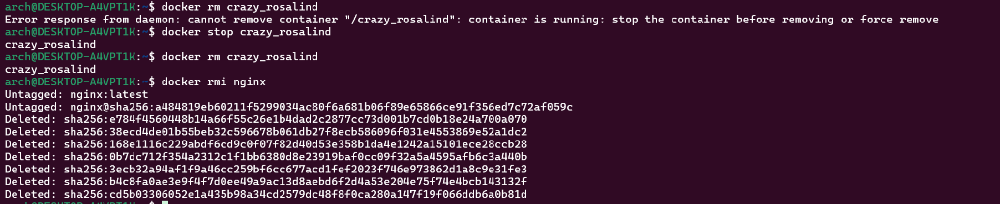 arch@DESKTOP-A4VPT1K:~$ docker rm crazy_rosalind
Error response from daemon: cannot remove container "/crazy_rosalind": container is running: stop the container before removing or force remove
arch@DESKTOP-A4VPT1K:~$ docker stop crazy_rosalind
crazy_rosalind
arch@DESKTOP-A4VPT1K:~$ docker rm crazy_rosalind
crazy_rosalind
arch@DESKTOP-A4VPT1K:~$ docker rmi nginx
Untagged: nginx:latest
Untagged: nginx@sha256:a484819eb60211f5299034ac80f6a681b06f89e65866ce91f356ed7c72af059c
Deleted: sha256:e784f4560448b14a66f55c26e1b4dad2c2877cc73d001b7cd0b18e24a700a070
Deleted: sha256:38ecd4de01b55beb32c596678b061db27f8ecb586096f031e4553869e52a1dc2
Deleted: sha256:168e1116c229abdf6cd9c0f07f82d40d53e358b1da4e1242a15101ece28ccb28
Deleted: sha256:0b7dc712f354a2312c1f1bb6380d8e23919baf0cc09f32a5a4595afb6c3a440b
Deleted: sha256:3ecb32a94af1f9a46cc259bf6cc677acd1fef2023f746e973862d1a8c9e31fe3
Deleted: sha256:b4c8fa0ae3e9f4f7d0ee49a9ac13d8aebd6f2d4a53e204e75f74e4bcb143132f
Deleted: sha256:cd5b03306052e1a435b98a34cd2579dc48f8f0ca280a147f19f066ddb6a0b81d
arch@DESKTOP-A4VPT1K:~$